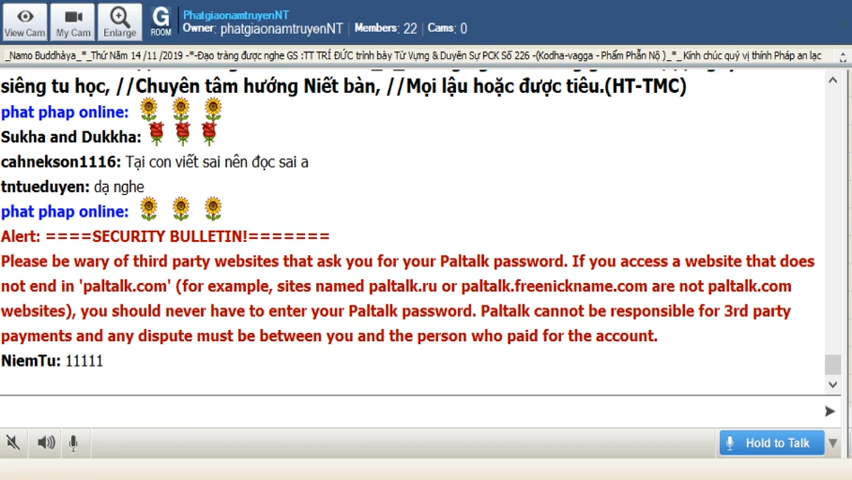 View Cam
My Cam
Enlarge
G
ROOM
PhatgiaonamtruyenNT
Owner: phatgiaonamtruyenNT Members: 22 Cams: 0
_Namo Buddhàya_*_Thứ Năm 14 /11 /2019 -*-Đạo tràng được nghe GS :TT TRÍ ĐỨC trình bày Từ Vựng & Duyên Sự PCK Số 226 -(Kodha-vagga - Phẩm Phẫn Nộ )_*_ Kính chúc quý vị thính Pháp an lạc
siêng tu học, //Chuyên tâm hướng Niết bàn, //Mọi lậu hoặc được tiêu.(HT-TMC)
phat phap online:
Sukha and Dukkha:
cahnekson1116: Tại con viết sai nên đọc sai a
tntueduyen: dạ nghe
phat phap online:
Alert: ====SECURITY BULLETIN!=======
Please be wary of third party websites that ask you for your Paltalk password. If you access a website that does
not end in 'paltalk.com' (for example, sites named paltalk.ru or paltalk.freenickname.com are not paltalk.com
websites), you should never have to enter your Paltalk password. Paltalk cannot be responsible for 3rd party
payments and any dispute must be between you and the person who paid for the account.
NiemTu: 11111
Hold to Talk